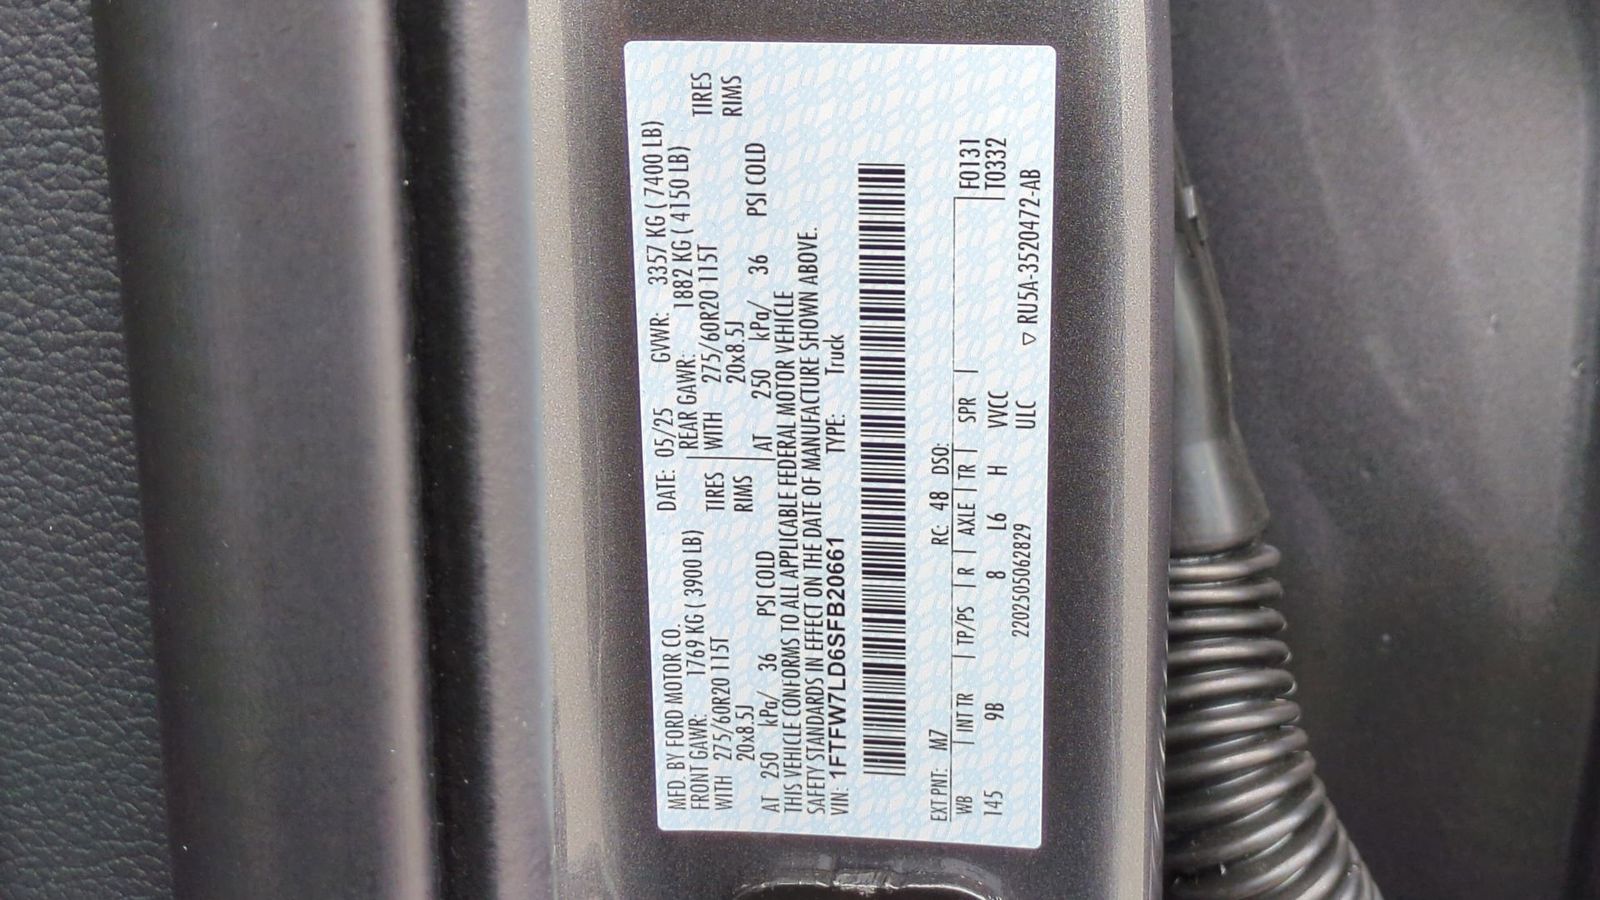 MFD. BY FORD MOTOR CO. DATE: 05/25 GVWR: 3357 KG ( 7400 LB)
FRONT GAWR: 1769 KG ( 3900 LB) REAR GAWR: 1882 KG ( 4150 LB)
WITH 275/60R20 115T TIRES WITH 275/60R20 115T TIRES
20x8.5J RIMS 20x8.5J RIMS
AT 250 kPa/ 36 PSI COLD AT 250 kPa/ 36 PSI COLD
THIS VEHICLE CONFORMS TO ALL APPLICABLE FEDERAL MOTOR VEHICLE
SAFETY STANDARDS IN EFFECT ON THE DATE OF MANUFACTURE SHOWN ABOVE.
VIN: 1FTFW7LD6SFB20661 TYPE: Truck
EXT PNT: M7 RC: 48 DSO:
WB INT TR TP/PS R AXLE TR SPR F0131
145 9B 8 L6 H VVCC T0332
2202505062829 ULC ▽ RU5A-3520472-AB